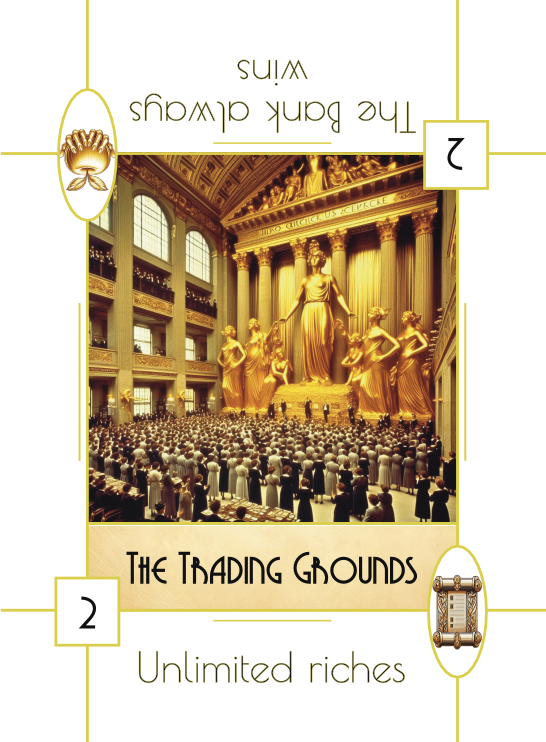 The Bank always
wins
2
The Trading Grounds
2
Unlimited riches